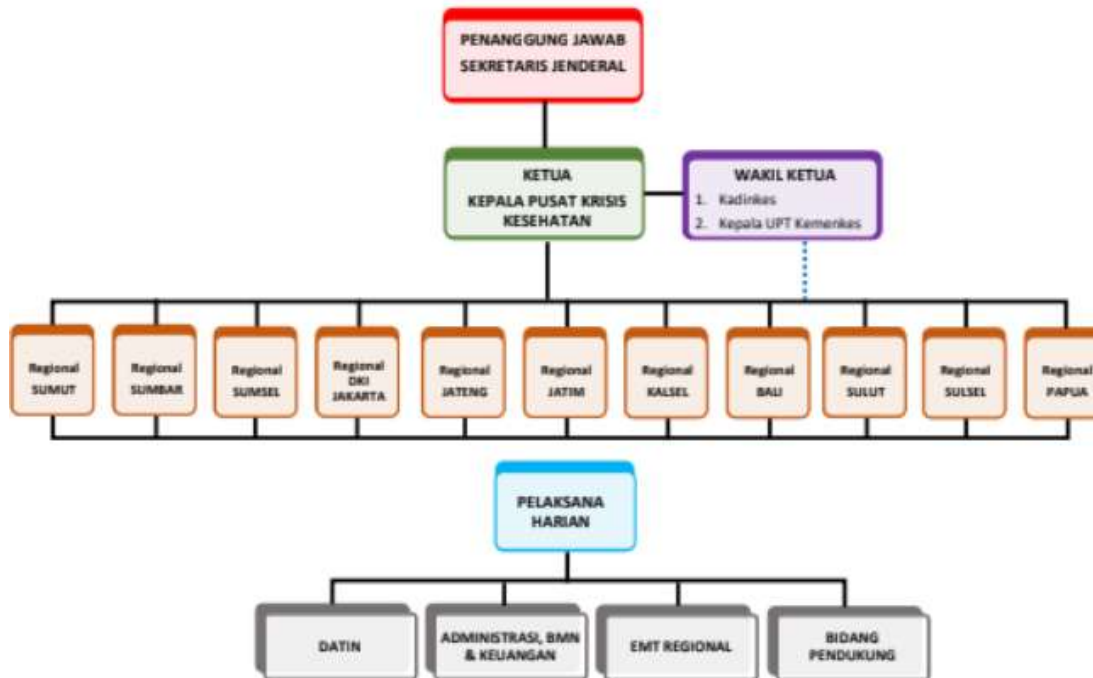 PENANGGUNG JAWAB
SEKRETARIS JENDERAL
KETUA
KEPALA PUSAT KRISIS
KESEHATAN
WAKIL KETUA
1. Kadinkes
2. Kepala UPT Kemenkes
Regional
SUMUT
Regional
SUMBAR
Regional
SUMSEL
Regional
DKI
JAKARTA
Regional
JATENG
Regional
JATIM
Regional
KALSEL
Regional
BALI
Regional
SULUT
Regional
SULSEL
Regional
PAPUA
PELAKSANA
HARIAN
DATIN
ADMINISTRASI, BMN
& KEUANGAN
EMT REGIONAL
BIDANG
PENDUKUNG